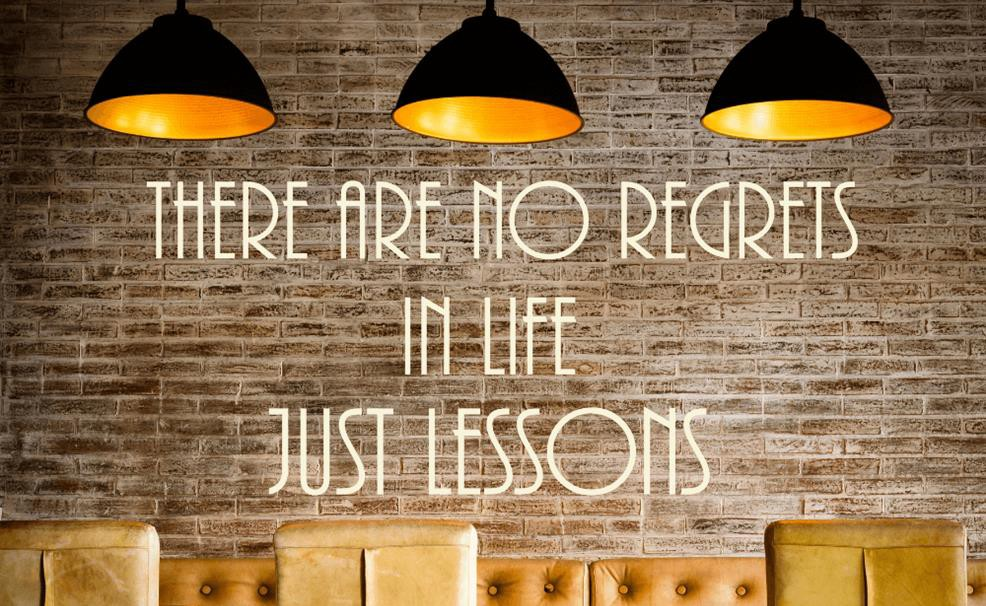 THERE ARE NO REGRETS
IN LIFE
JUST LESSONS